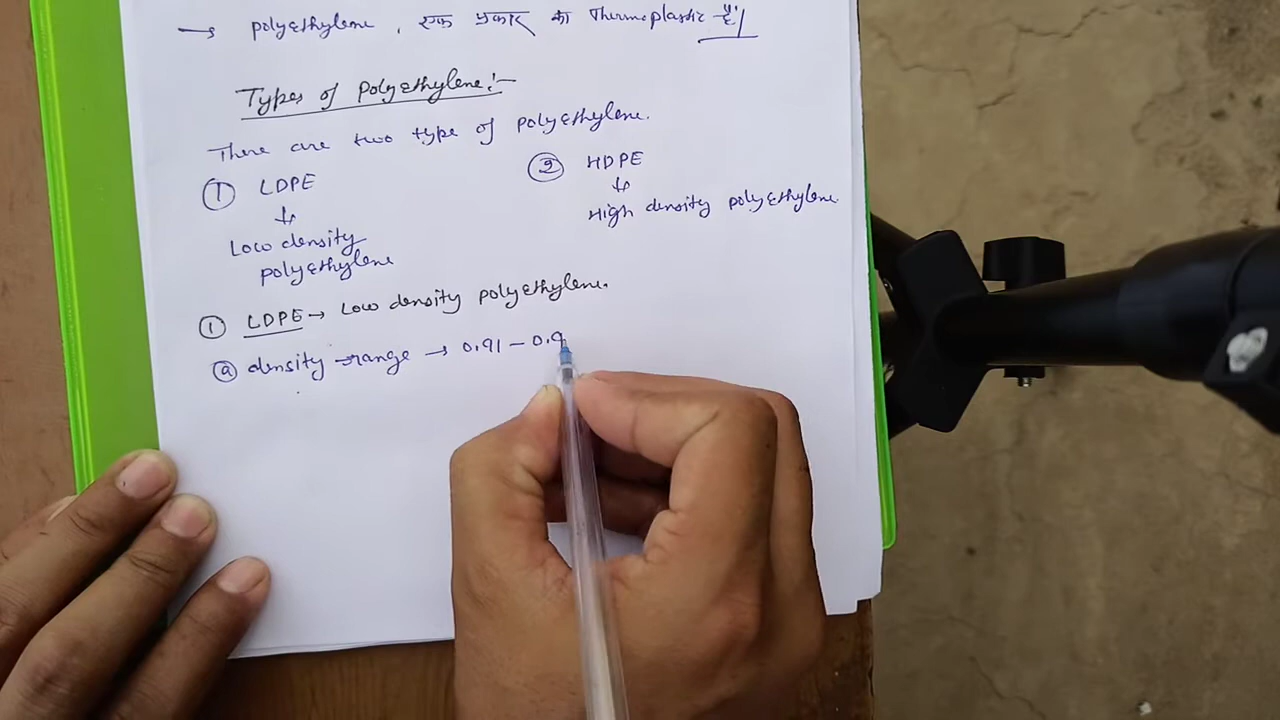 → polyethylene, एक प्रकार का Thermoplastic है।
Types of polyethylene:-
There are two type of polyethylene.
① LDPE
↓
Low density
polyethylene
② HDPE
↓
High density polyethylene
① LDPE → Low density polyethylene.
ⓐ density range → 0.91 - 0.9